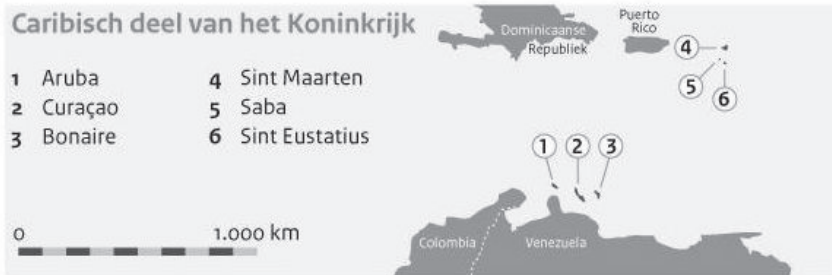 Caribisch deel van het Koninkrijk
1 Aruba
2 Curaçao
3 Bonaire
4 Sint Maarten
5 Saba
6 Sint Eustatius
0 1.000 km
Dominicaanse
Republiek
Puerto
Rico
4
5
6
1 2 3
Colombia
Venezuela